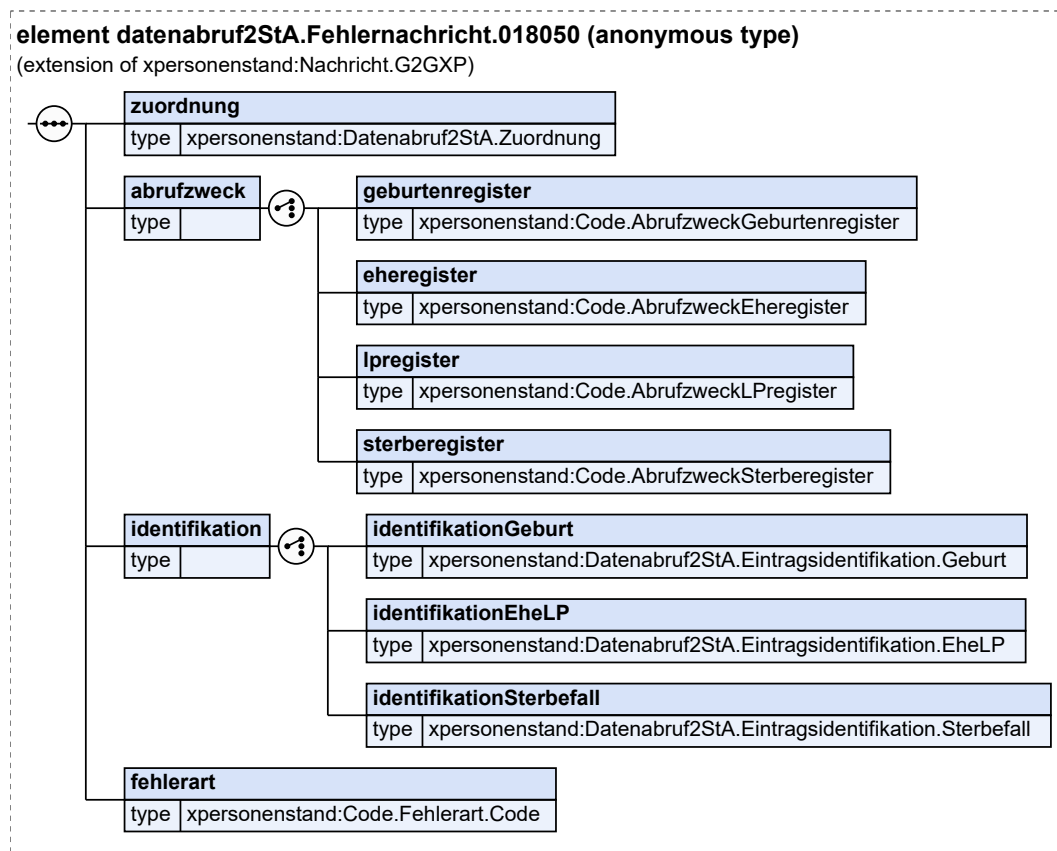 element datenabruf2StA.Fehlernachricht.018050 (anonymous type)
(extension of xpersonenstand:Nachricht.G2GXP)
zuordnung
type xpersonenstand:Datenabruf2StA.Zuordnung
abrufzweck
type
geburtenregister
type xpersonenstand:Code.AbrufzweckGeburtenregister
eheregister
type xpersonenstand:Code.AbrufzweckEheregister
lpregister
type xpersonenstand:Code.AbrufzweckLPregister
sterberegister
type xpersonenstand:Code.AbrufzweckSterberegister
identifikation
type
identifikationGeburt
type xpersonenstand:Datenabruf2StA.Eintragsidentifikation.Geburt
identifikationEheLP
type xpersonenstand:Datenabruf2StA.Eintragsidentifikation.EheLP
identifikationSterbefall
type xpersonenstand:Datenabruf2StA.Eintragsidentifikation.Sterbefall
fehlerart
type xpersonenstand:Code.Fehlerart.Code